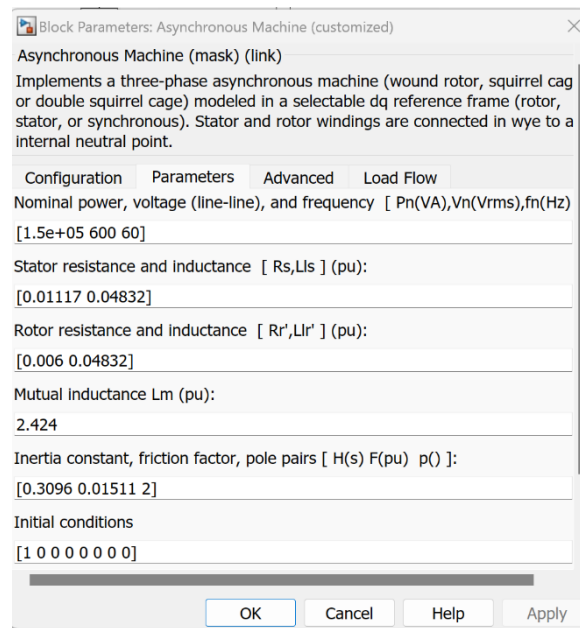 Block Parameters: Asynchronous Machine (customized)
Asynchronous Machine (mask) (link)
Implements a three-phase asynchronous machine (wound rotor, squirrel cag
or double squirrel cage) modeled in a selectable dq reference frame (rotor,
stator, or synchronous). Stator and rotor windings are connected in wye to a
internal neutral point.
Configuration Parameters Advanced Load Flow
Nominal power, voltage (line-line), and frequency [ Pn(VA),Vn(Vrms),fn(Hz)
[1.5e+05 600 60]
Stator resistance and inductance [ Rs,Lls ] (pu):
[0.01117 0.04832]
Rotor resistance and inductance [ Rr',Llr' ] (pu):
[0.006 0.04832]
Mutual inductance Lm (pu):
2.424
Inertia constant, friction factor, pole pairs [ H(s) F(pu) p() ]:
[0.3096 0.01511 2]
Initial conditions
[1 0 0 0 0 0 0 0]
OK Cancel Help Apply